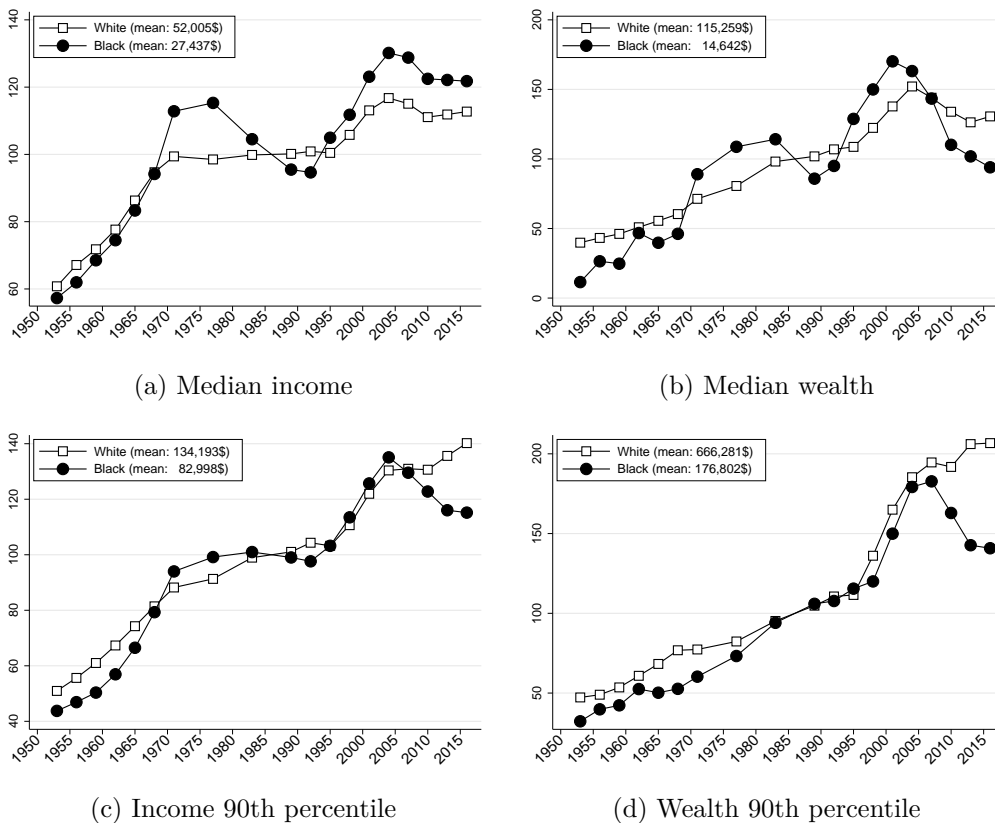 White (mean: 52,005$)
Black (mean: 27,437$)
140
120
100
80
60
1950 1955 1960 1965 1970 1975 1980 1985 1990 1995 2000 2005 2010 2015
(a) Median income
White (mean: 115,259$)
Black (mean: 14,642$)
200
150
100
50
0
1950 1955 1960 1965 1970 1975 1980 1985 1990 1995 2000 2005 2010 2015
(b) Median wealth
White (mean: 134,193$)
Black (mean: 82,998$)
140
120
100
80
60
40
1950 1955 1960 1965 1970 1975 1980 1985 1990 1995 2000 2005 2010 2015
(c) Income 90th percentile
White (mean: 666,281$)
Black (mean: 176,802$)
200
150
100
50
1950 1955 1960 1965 1970 1975 1980 1985 1990 1995 2000 2005 2010 2015
(d) Wealth 90th percentile